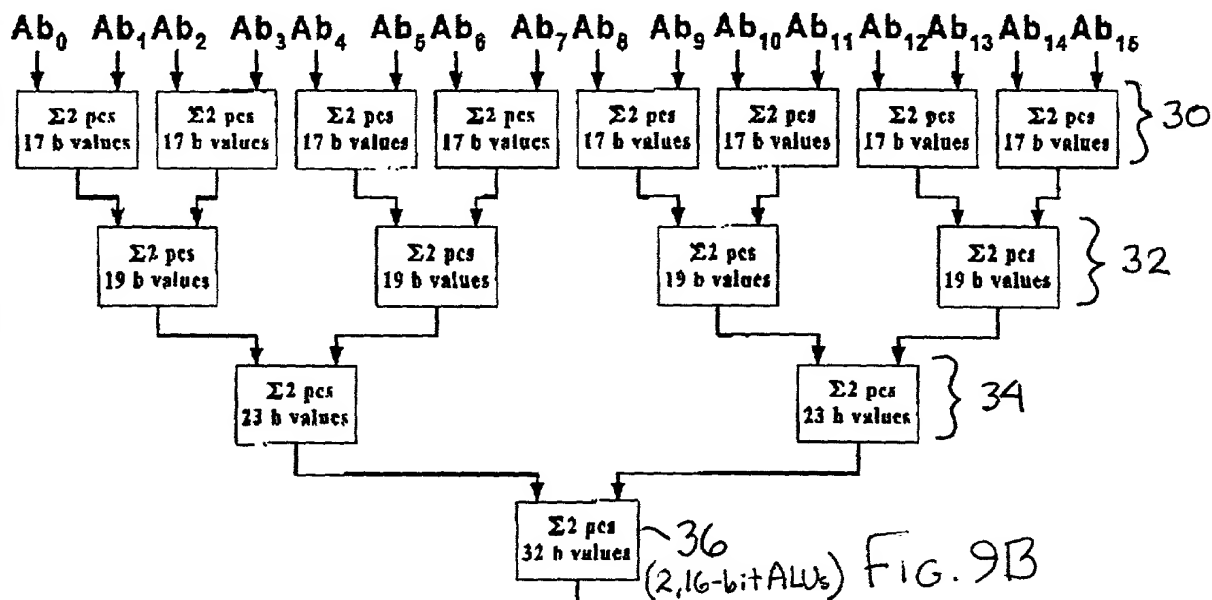 Ab₀ Ab₁ Ab₂ Ab₃ Ab₄ Ab₅ Ab₆ Ab₇ Ab₈ Ab₉ Ab₁₀ Ab₁₁ Ab₁₂ Ab₁₃ Ab₁₄ Ab₁₅
Σ2 pcs Σ2 pcs Σ2 pcs Σ2 pcs Σ2 pcs Σ2 pcs Σ2 pcs Σ2 pcs
17 b values 17 b values 17 b values 17 b values 17 b values 17 b values 17 b values 17 b values
30
Σ2 pcs Σ2 pcs Σ2 pcs Σ2 pcs
19 b values 19 b values 19 b values 19 b values
32
Σ2 pcs Σ2 pcs
23 b values 23 b values
34
Σ2 pcs
32 b values
36
(2,16-bit ALUs)
FIG. 9B